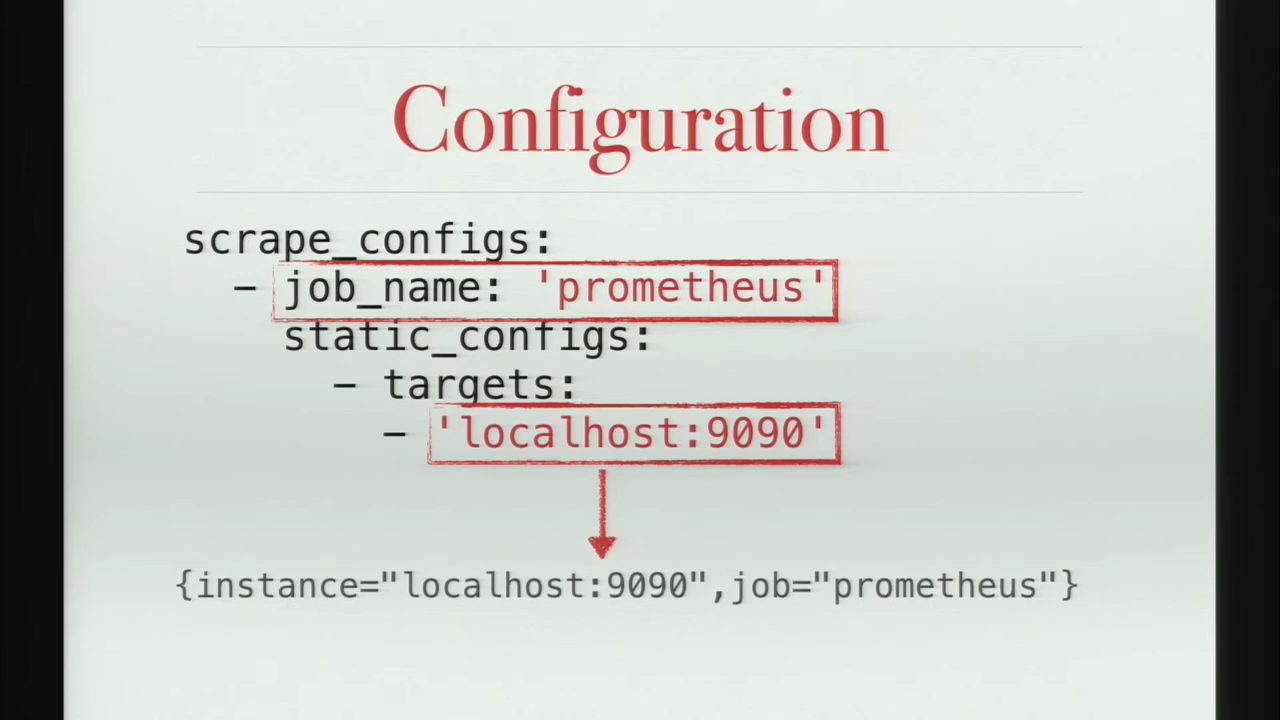 Configuration
scrape_configs:
  - job_name: 'prometheus'
    static_configs:
      - targets:
        - 'localhost:9090'
{instance="localhost:9090",job="prometheus"}